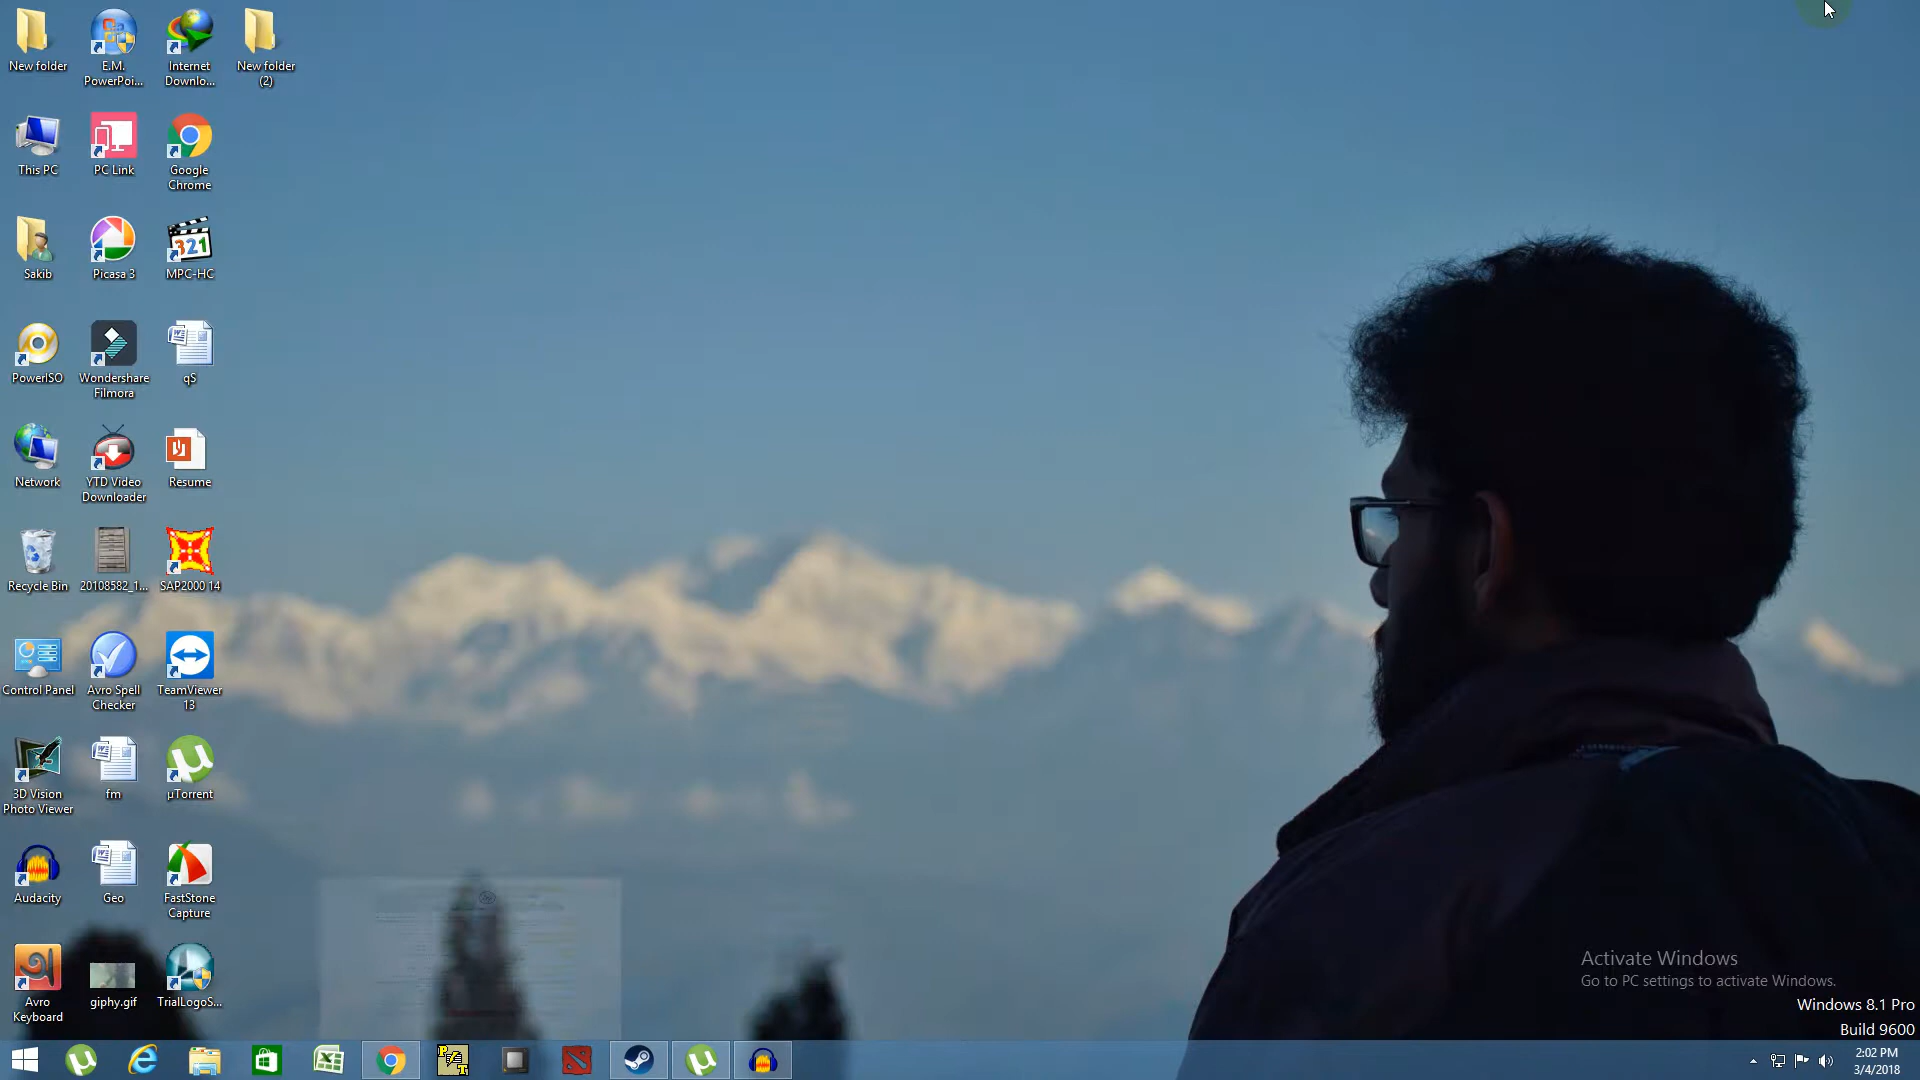 New folder
E.M.
PowerPoi...
Internet
Downlo...
New folder
(2)
This PC
PC Link
Google
Chrome
Sakib
Picasa 3
321
MPC-HC
PowerISO
Wondershare
Filmora
qS
Network
YTD Video
Downloader
Resume
Recycle Bin
20108582_1...
SAP2000 14
Control Panel
Avro Spell
Checker
TeamViewer
13
3D Vision
Photo Viewer
fm
µTorrent
Audacity
Geo
FastStone
Capture
Avro
Keyboard
giphy.gif
TrialLogoS...
Activate Windows
Go to PC settings to activate Windows.
Windows 8.1 Pro
Build 9600
2:02 PM
3/4/2018